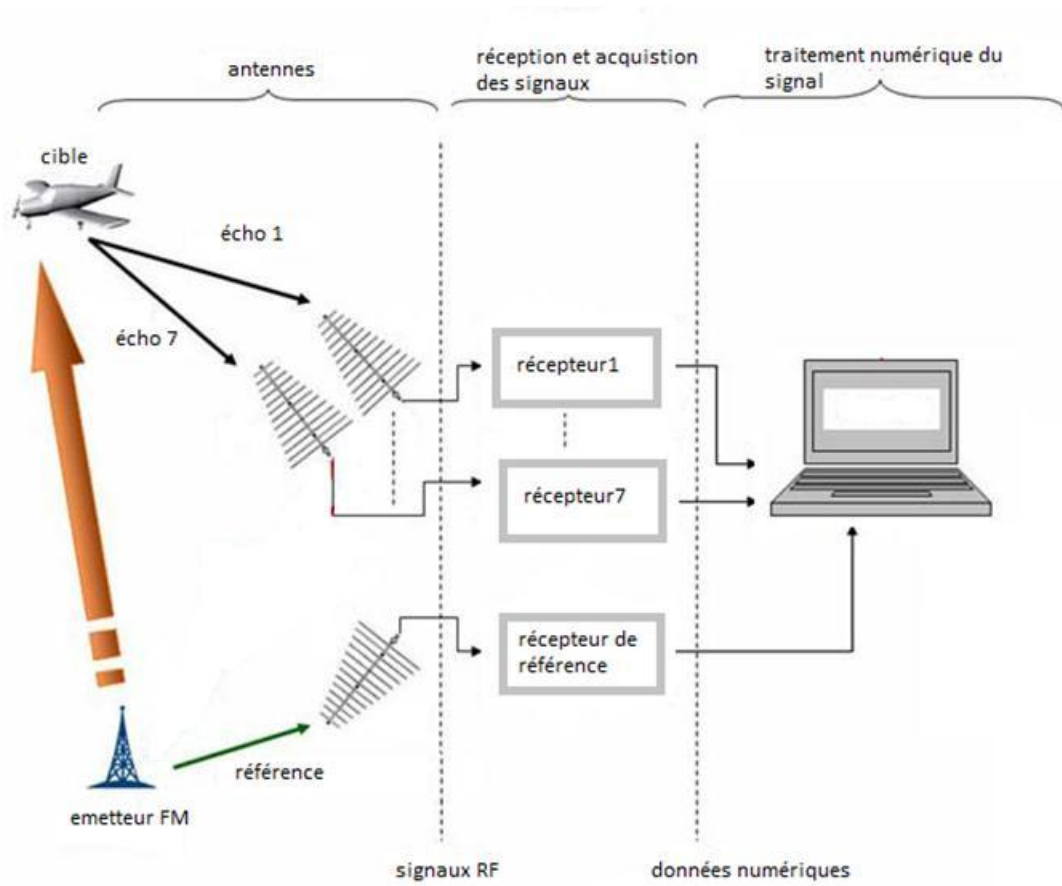 antennes
réception et acquistion
des signaux
traitement numérique du
signal
cible
écho 1
écho 7
récepteur1
récepteur7
récepteur de
référence
référence
emetteur FM
signaux RF
données numériques